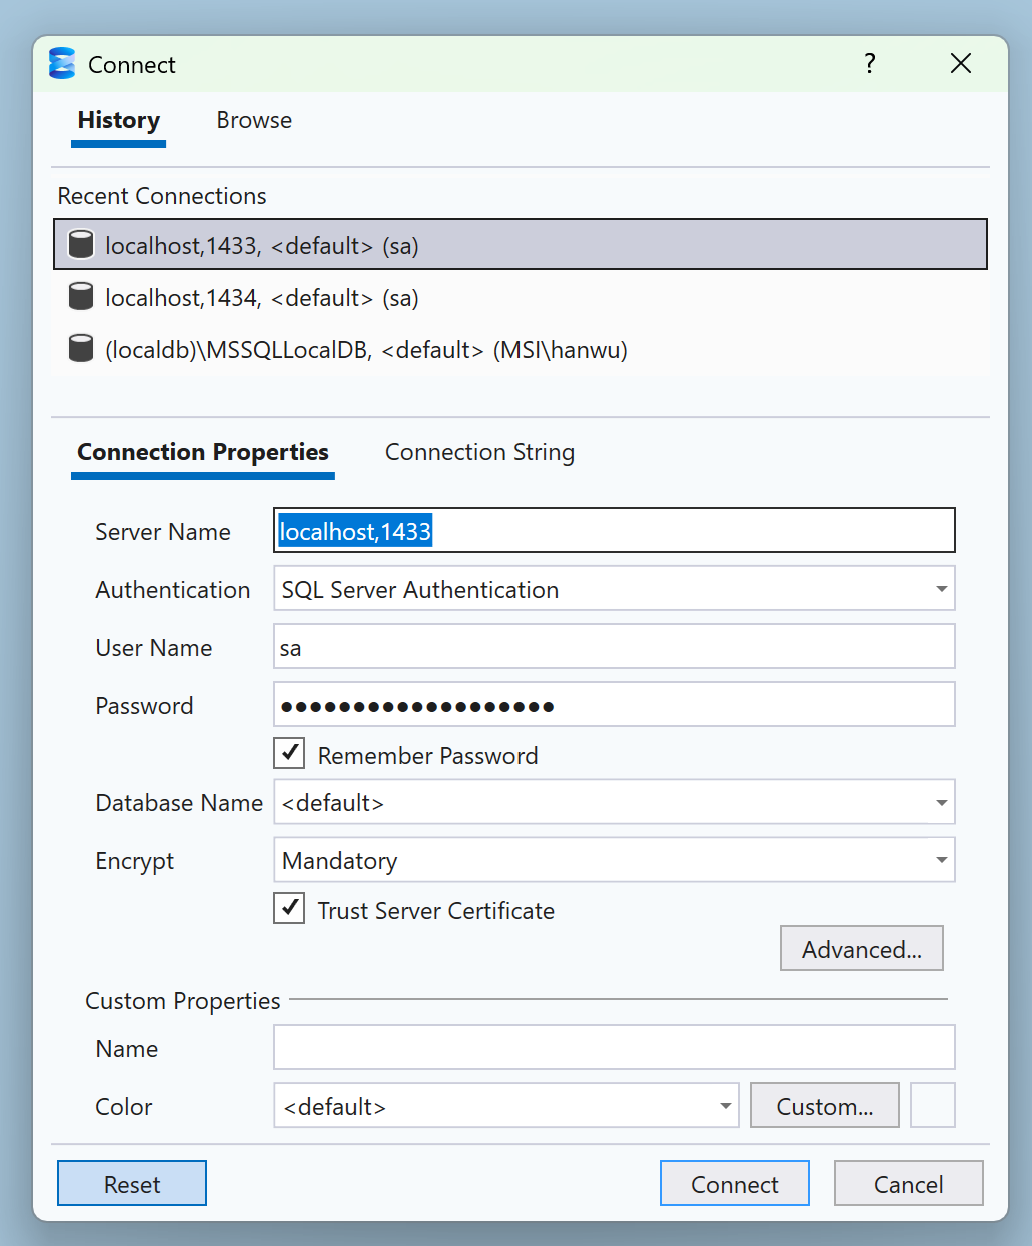 Connect ?
History Browse
Recent Connections
localhost,1433, <default> (sa)
localhost,1434, <default> (sa)
(localdb)\MSSQLLocalDB, <default> (MSI\hanwu)
Connection Properties Connection String
Server Name localhost,1433
Authentication SQL Server Authentication
User Name sa
Password ●●●●●●●●●●●●●●●●●●●
Remember Password
Database Name <default>
Encrypt Mandatory
Trust Server Certificate
Advanced...
Custom Properties
Name
Color <default> Custom...
Reset Connect Cancel